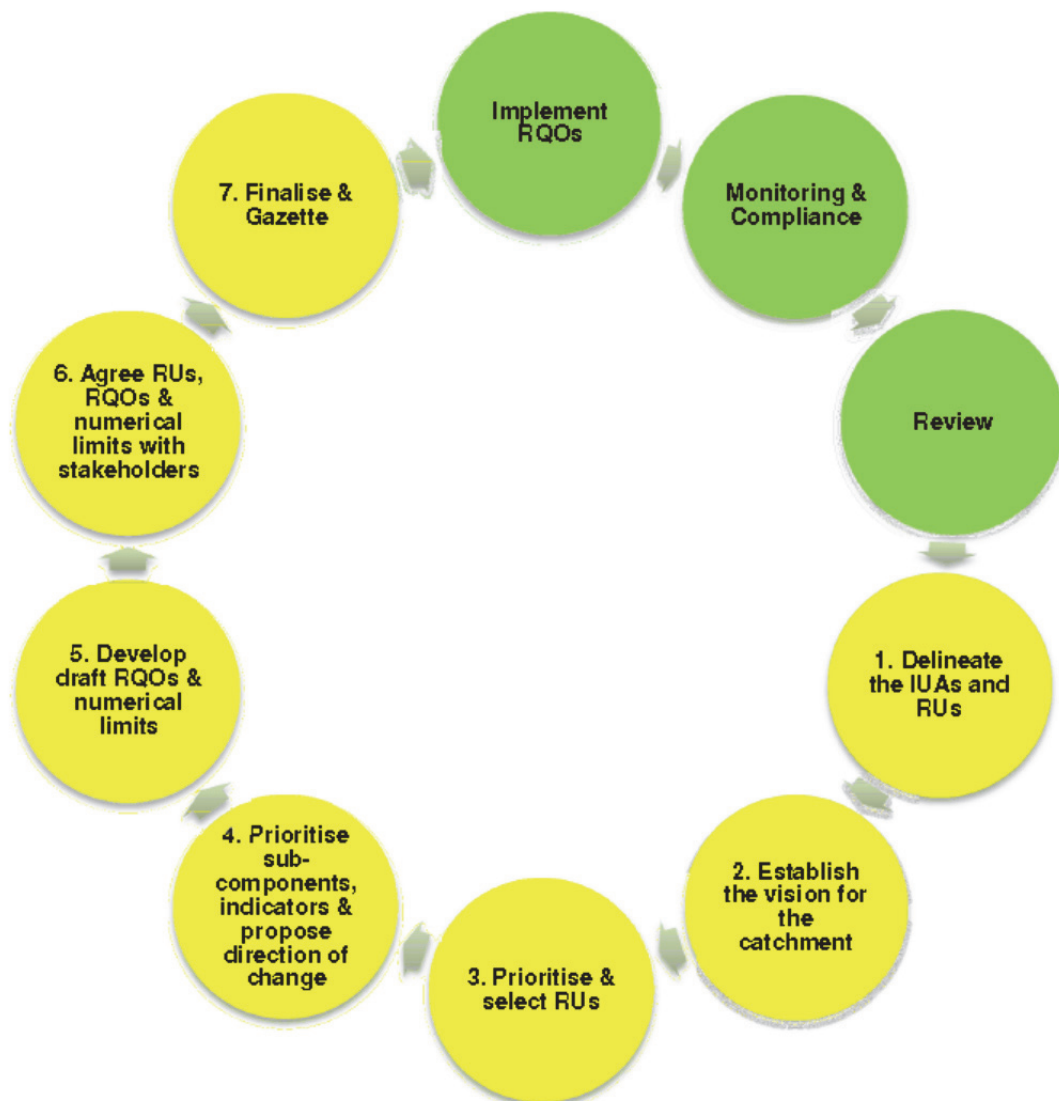 Implement
RQOs
Monitoring &
Compliance
Review
1. Delineate
the IUAs and
RUs
2. Establish
the vision for
the
catchment
3. Prioritise &
select RUs
4. Prioritise
sub-
components,
indicators &
propose
direction of
change
5. Develop
draft RQOs &
numerical
limits
6. Agree RUs,
RQOs &
numerical
limits with
stakeholders
7. Finalise &
Gazette